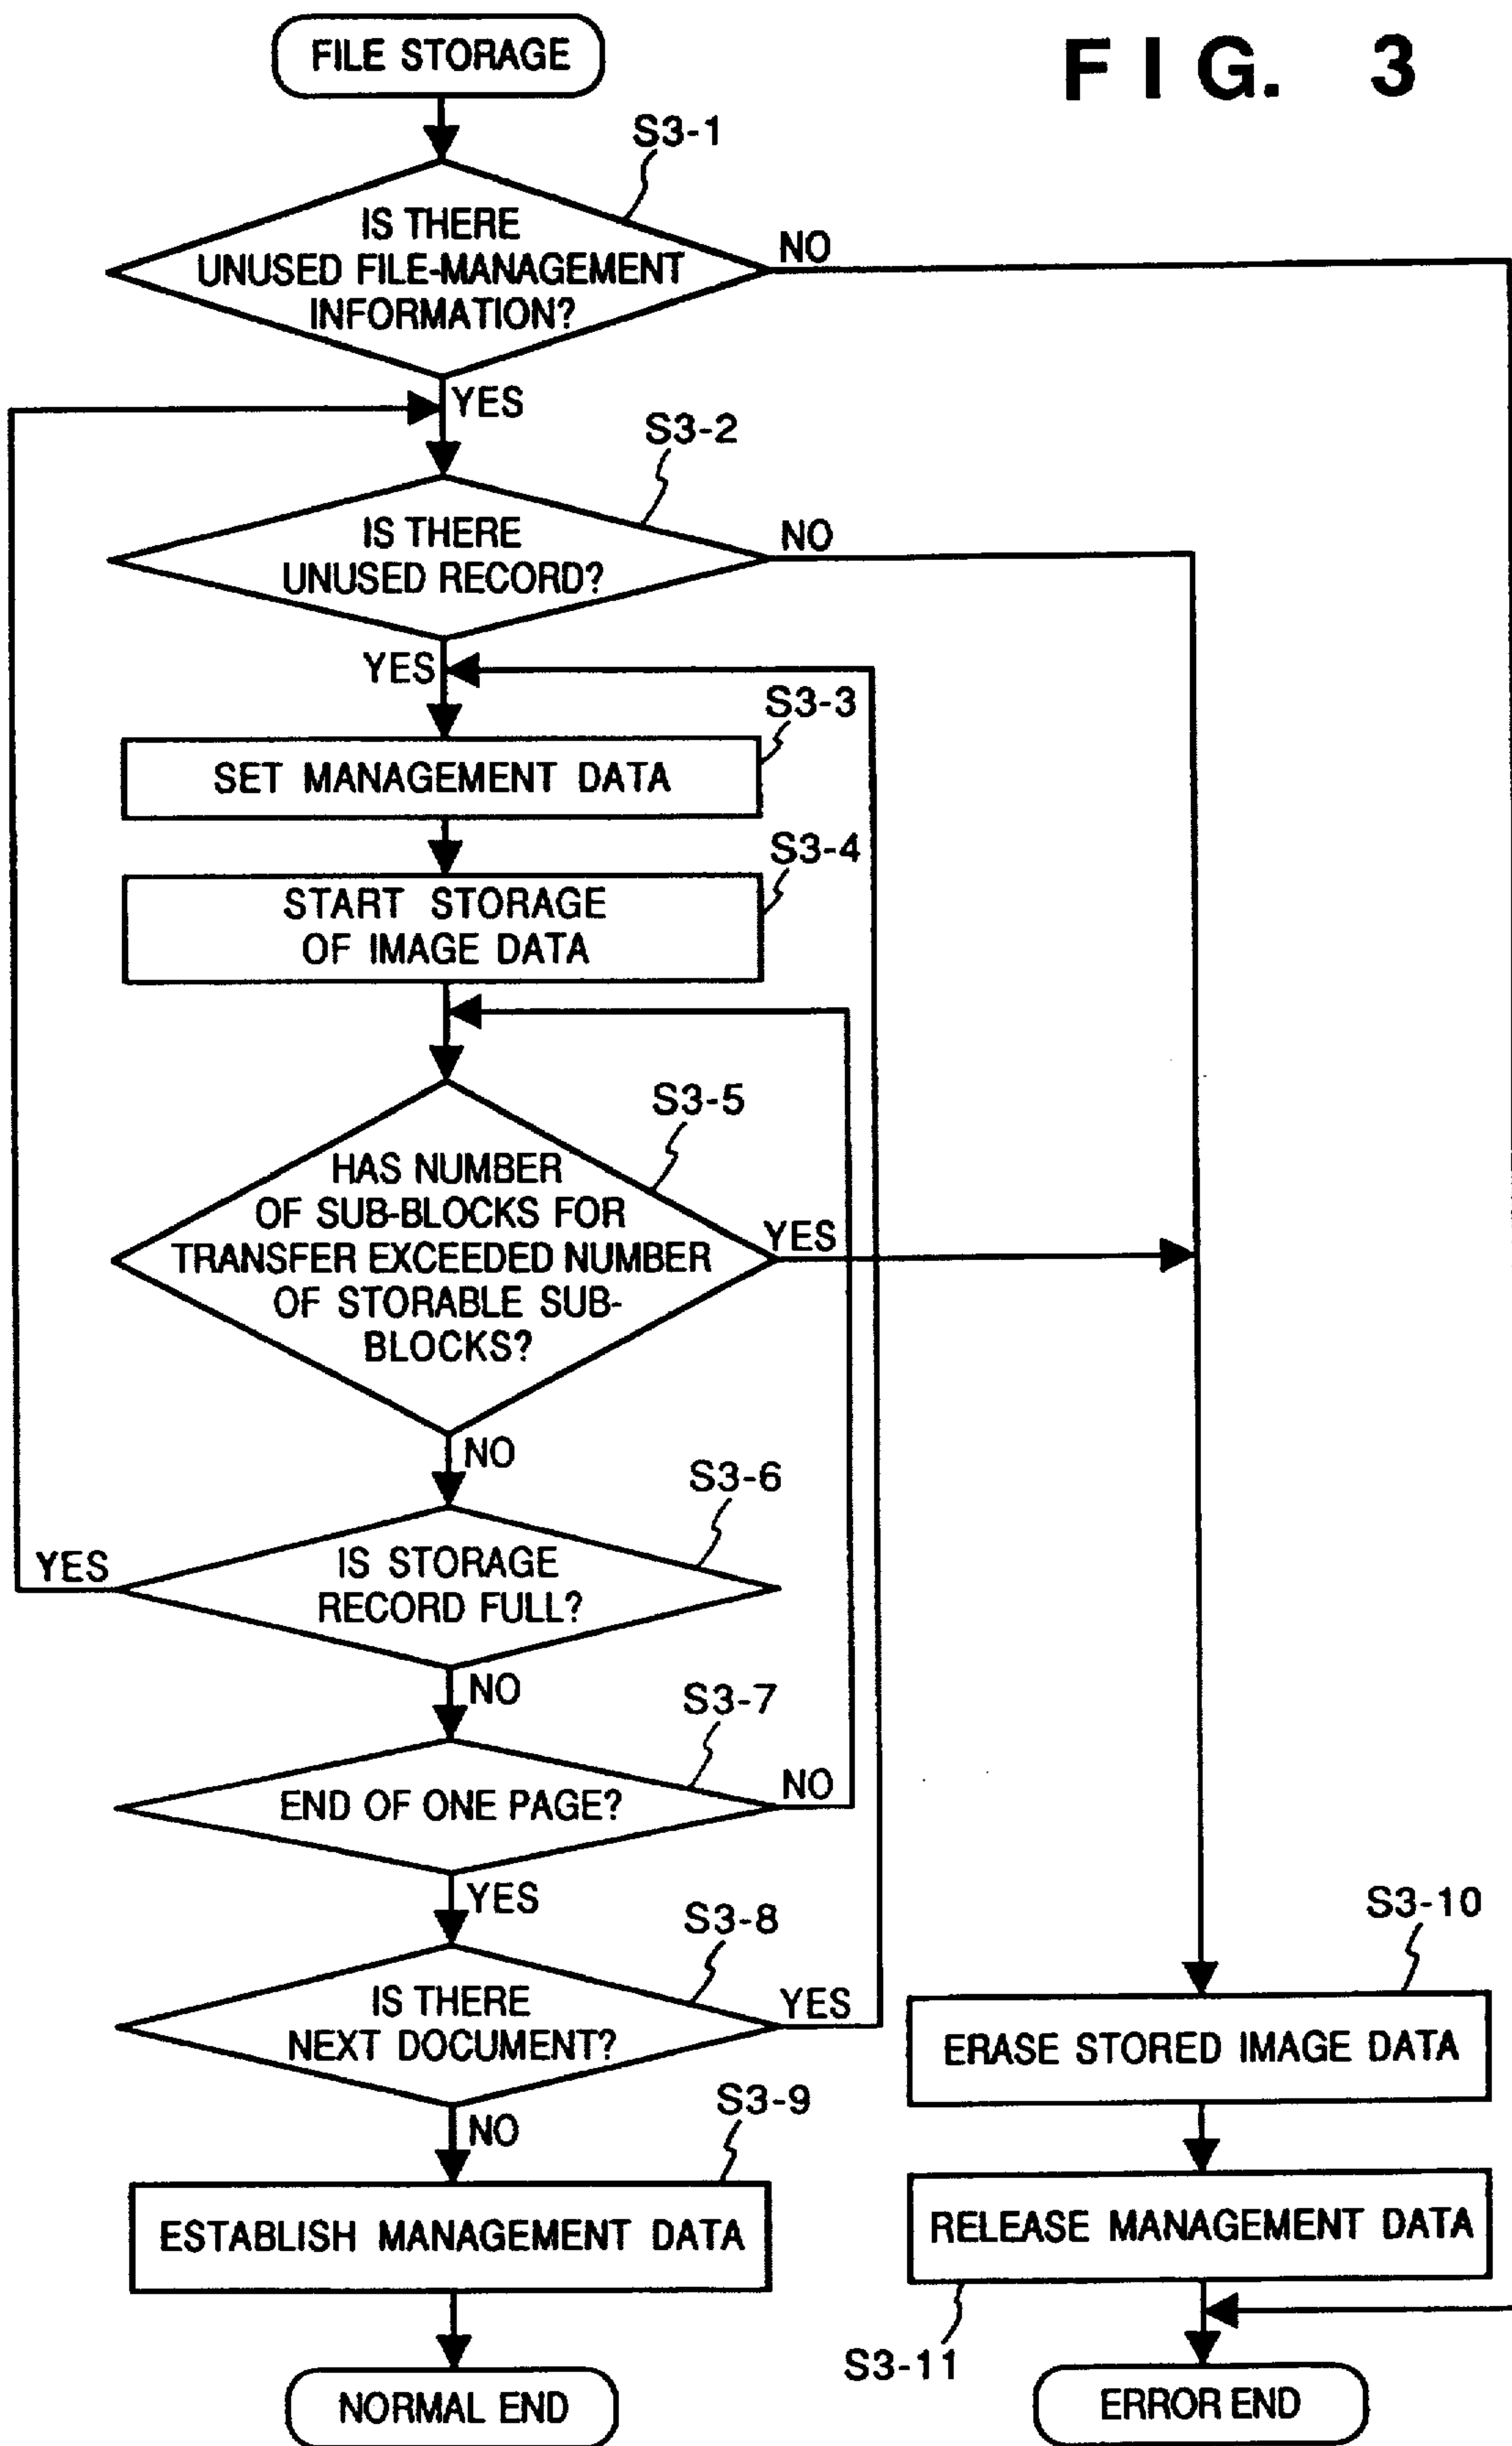 FIG. 3
FILE STORAGE
S3-1
IS THERE
UNUSED FILE-MANAGEMENT
INFORMATION?
NO
YES
S3-2
IS THERE
UNUSED RECORD?
NO
YES
S3-3
SET MANAGEMENT DATA
S3-4
START STORAGE
OF IMAGE DATA
S3-5
HAS NUMBER
OF SUB-BLOCKS FOR
TRANSFER EXCEEDED NUMBER
OF STORABLE SUB-
BLOCKS?
YES
NO
S3-6
IS STORAGE
RECORD FULL?
YES
NO
S3-7
END OF ONE PAGE?
NO
YES
S3-8
IS THERE
NEXT DOCUMENT?
YES
NO
S3-9
ESTABLISH MANAGEMENT DATA
NORMAL END
S3-10
ERASE STORED IMAGE DATA
RELEASE MANAGEMENT DATA
S3-11
ERROR END